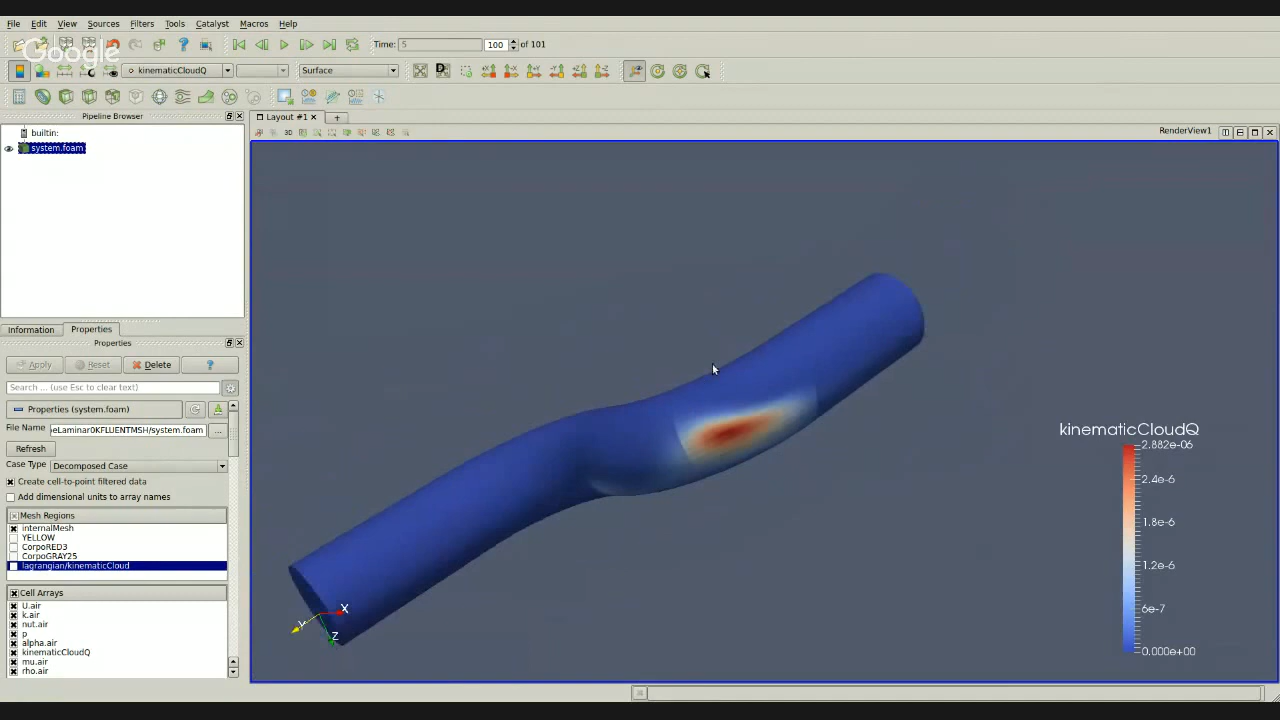 File Edit View Sources Filters Tools Catalyst Macros Help
Google
Time: 5 100 of 101
kinematicCloudQ Surface
Pipeline Browser
Layout #1
3D
RenderView1
builtin:
system.foam
Information Properties
Properties
Apply Reset Delete ?
Search ... (use Esc to clear text)
Properties (system.foam)
File Name eLaminar0KFLUENTMSH/system.foam ...
Refresh
Case Type Decomposed Case
Create cell-to-point filtered data
Add dimensional units to array names
Mesh Regions
internalMesh
YELLOW
CorpoRED3
CorpoGRAY25
lagrangian/kinematicCloud
Cell Arrays
U.air
k.air
nut.air
p
alpha.air
kinematicCloudQ
mu.air
rho.air
X
Y
Z
kinematicCloudQ
2.882e-06
2.4e-6
1.8e-6
1.2e-6
6e-7
0.000e+00